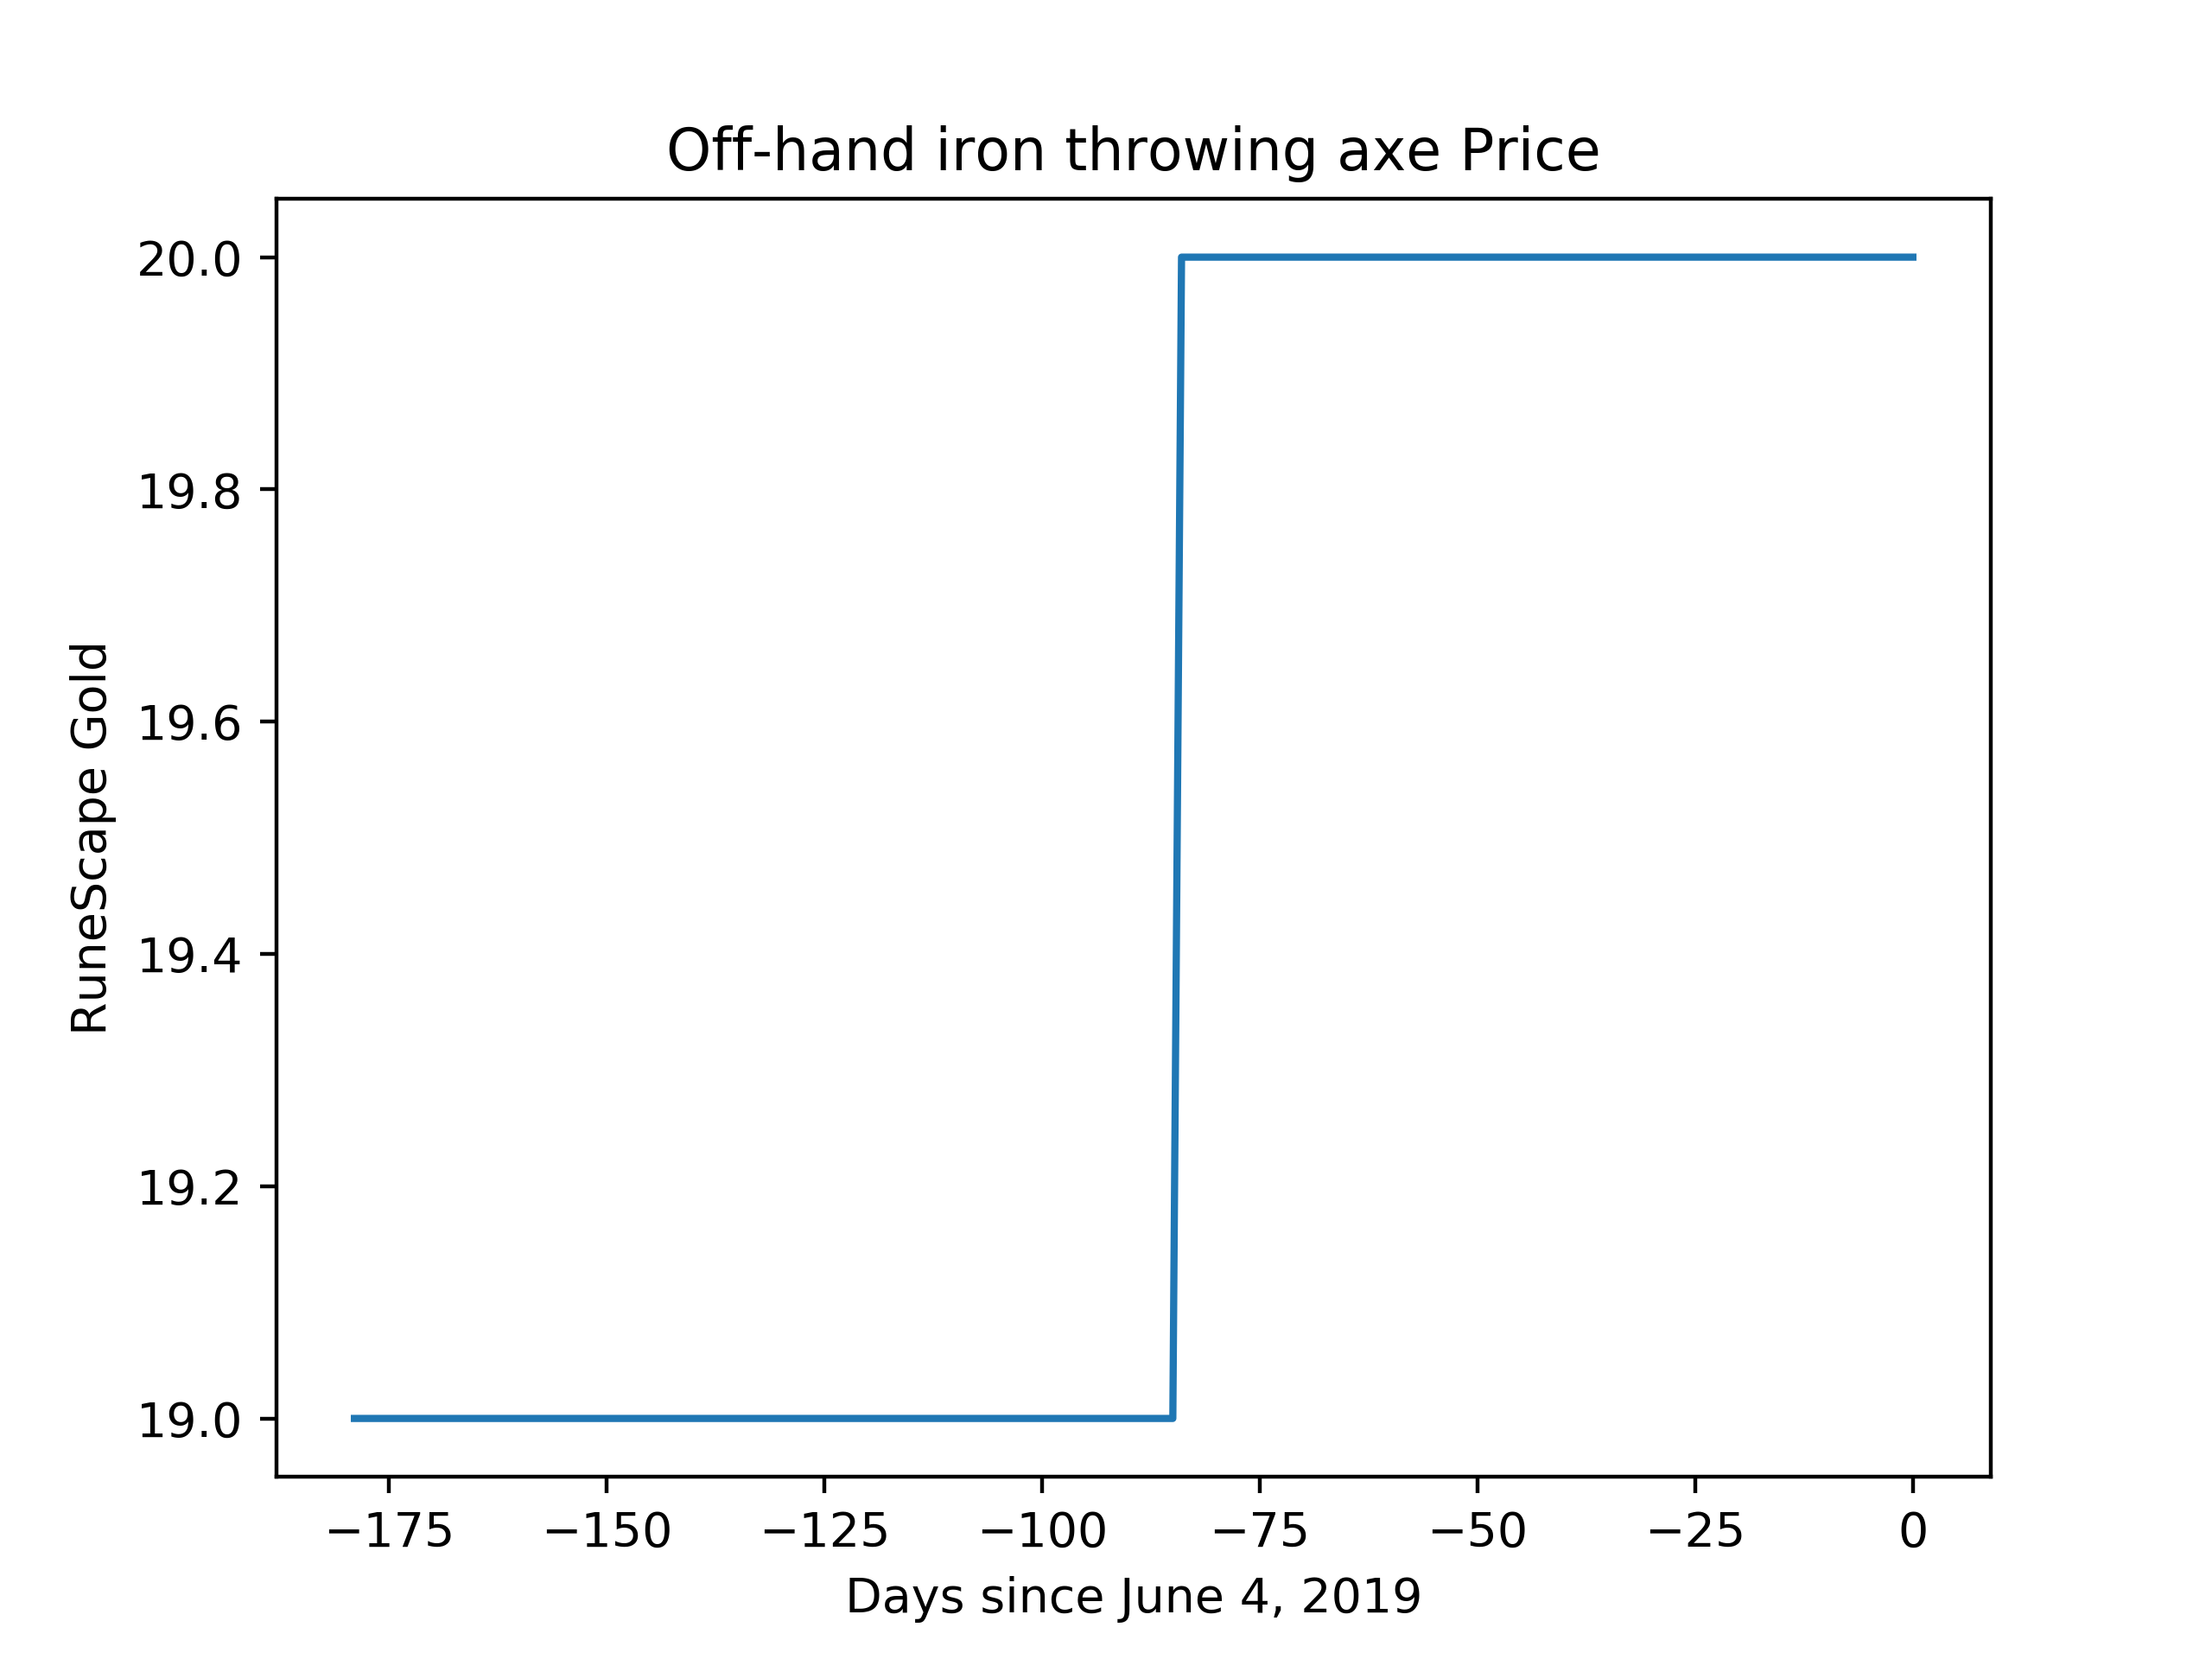 Off-hand iron throwing axe Price
RuneScape Gold
20.0
19.8
19.6
19.4
19.2
19.0
−175 −150 −125 −100 −75 −50 −25 0
Days since June 4, 2019